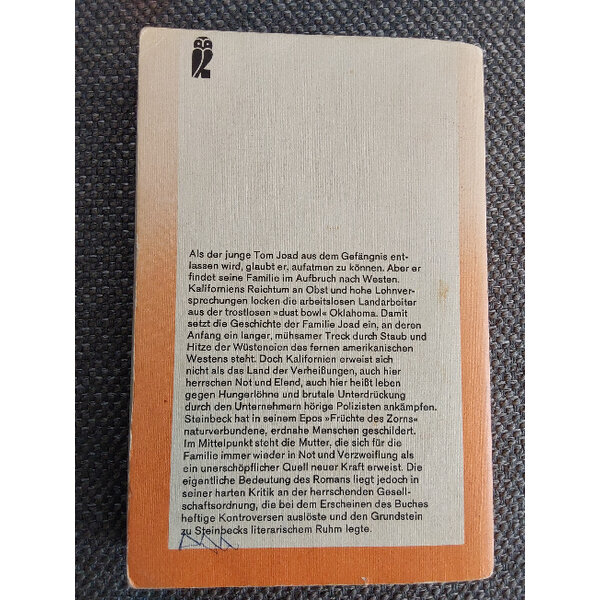 Als der junge Tom Joad aus dem Gefängnis ent-
lassen wird, glaubt er, aufatmen zu können. Aber er
findet seine Familie im Aufbruch nach Westen.
Kaliforniens Reichtum an Obst und hohe Lohnver-
sprechungen locken die arbeitslosen Landarbeiter
aus der trostlosen »dust bowl« Oklahoma. Damit
setzt die Geschichte der Familie Joad ein, an deren
Anfang ein langer, mühsamer Treck durch Staub und
Hitze der Wüsteneien des fernen amerikanischen
Westens steht. Doch Kalifornien erweist sich
nicht als das Land der Verheißungen, auch hier
herrschen Not und Elend, auch hier heißt leben
gegen Hungerlöhne und brutale Unterdrückung
durch den Unternehmern hörige Polizisten ankämpfen.
Steinbeck hat in seinem Epos »Früchte des Zorns«
naturverbundene, erdnahe Menschen geschildert.
Im Mittelpunkt steht die Mutter, die sich für die
Familie immer wieder in Not und Verzweiflung als
ein unerschöpflicher Quell neuer Kraft erweist. Die
eigentliche Bedeutung des Romans liegt jedoch in
seiner harten Kritik an der herrschenden Gesell-
schaftsordnung, die bei dem Erscheinen des Buches
heftige Kontroversen auslöste und den Grundstein
zu Steinbecks literarischem Ruhm legte.